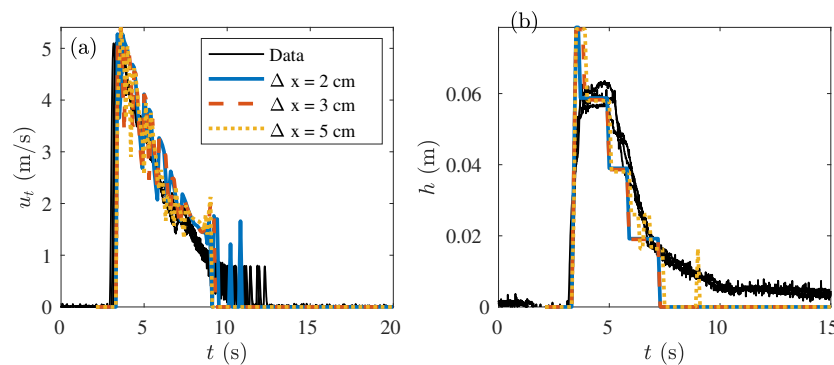 (a)
Data
Δ x = 2 cm
Δ x = 3 cm
Δ x = 5 cm
5
4
3
2
1
0
u_t (m/s)
0 5 10 15 20
t (s)
(b)
0.06
0.04
0.02
0
h (m)
0 5 10 15
t (s)